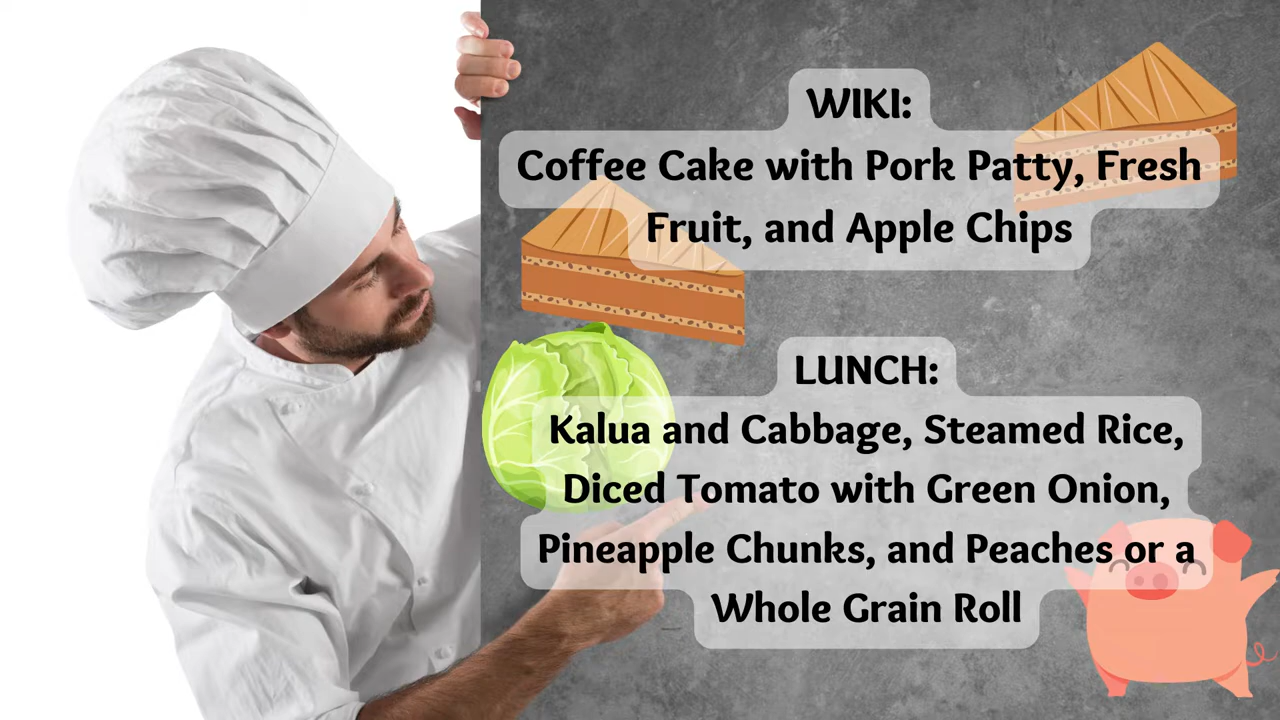 WIKI:
Coffee Cake with Pork Patty, Fresh
Fruit, and Apple Chips
LUNCH:
Kalua and Cabbage, Steamed Rice,
Diced Tomato with Green Onion,
Pineapple Chunks, and Peaches or a
Whole Grain Roll